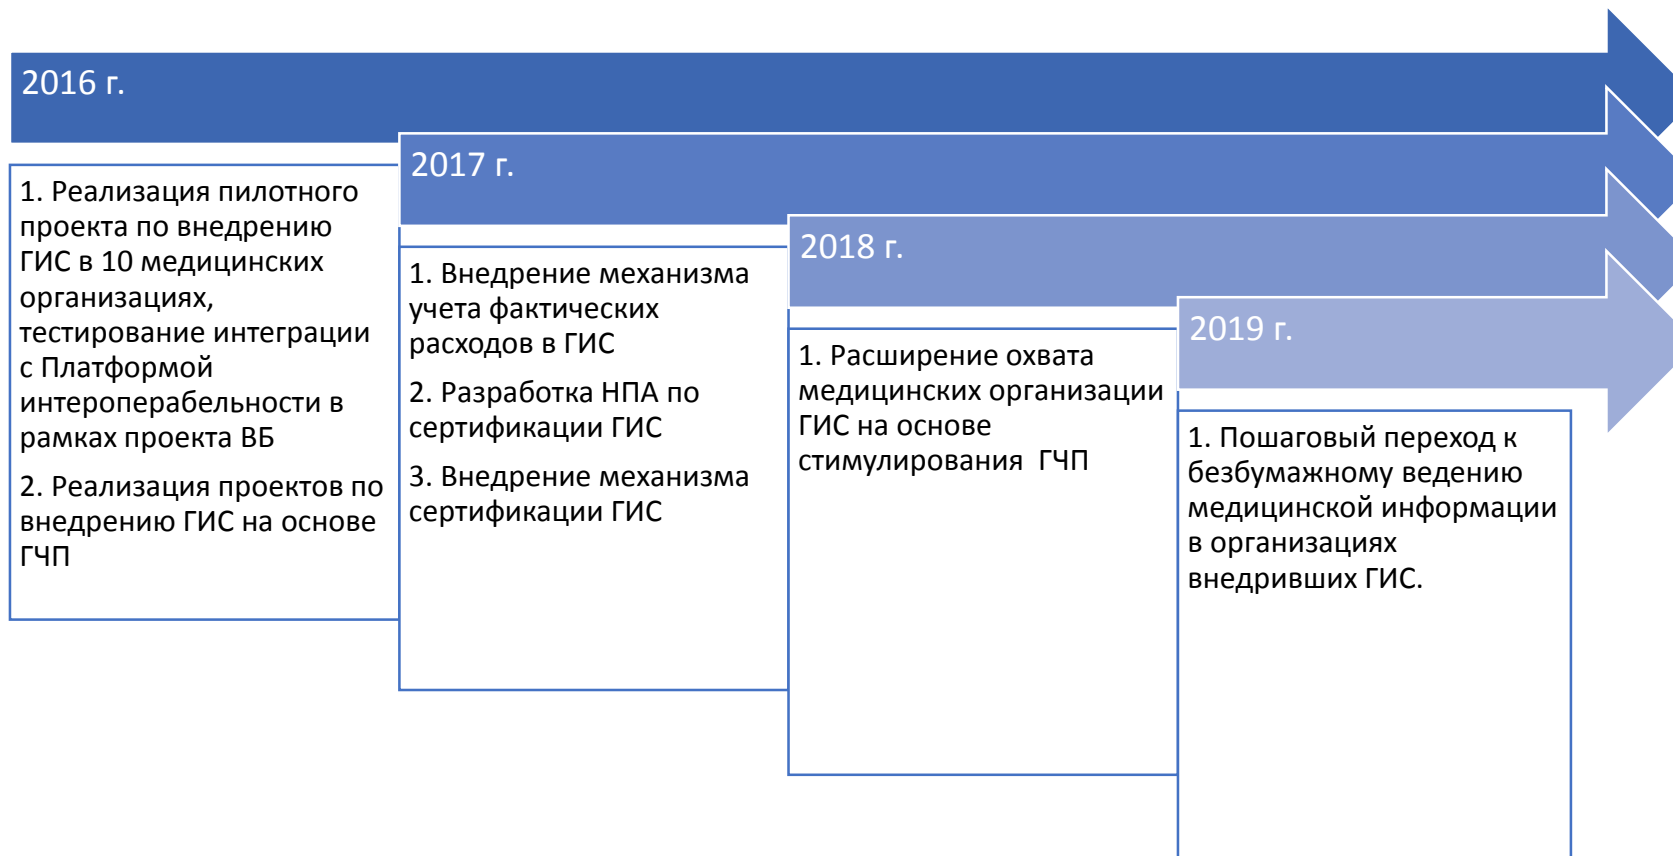 2016 г.
1. Реализация пилотного
проекта по внедрению
ГИС в 10 медицинских
организациях,
тестирование интеграции
с Платформой
интероперабельности в
рамках проекта ВБ
2. Реализация проектов по
внедрению ГИС на основе
ГЧП
2017 г.
1. Внедрение механизма
учета фактических
расходов в ГИС
2. Разработка НПА по
сертификации ГИС
3. Внедрение механизма
сертификации ГИС
2018 г.
1. Расширение охвата
медицинских организации
ГИС на основе
стимулирования  ГЧП
2019 г.
1. Пошаговый переход к
безбумажному ведению
медицинской информации
в организациях
внедривших ГИС.